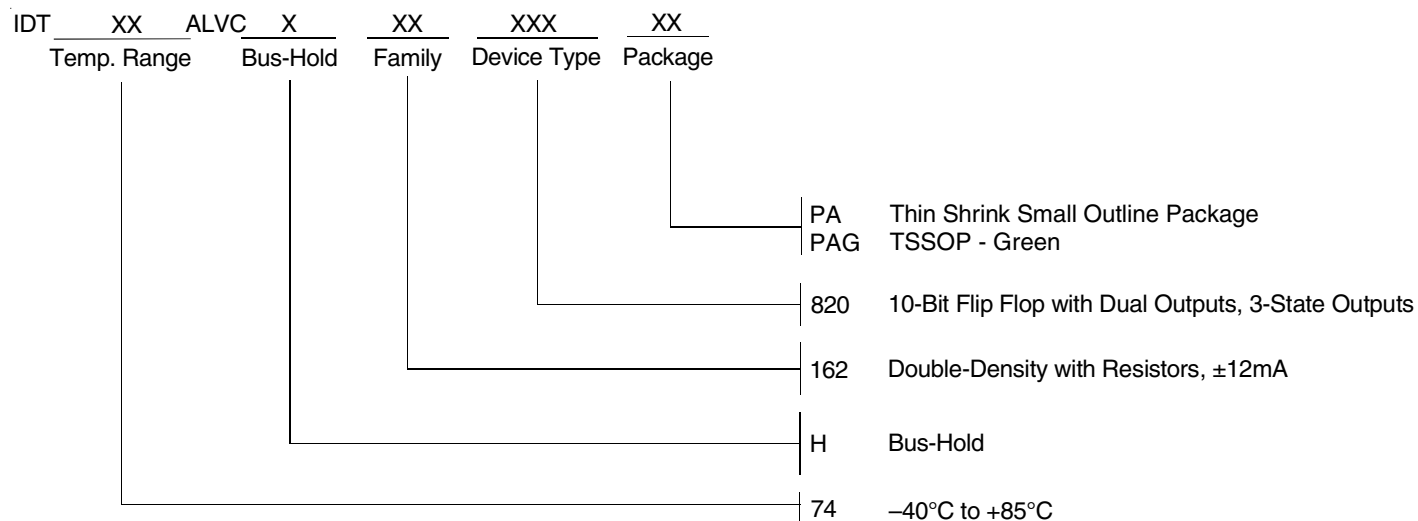 IDT XX ALVC X XX XXX XX
Temp. Range Bus-Hold Family Device Type Package
PA Thin Shrink Small Outline Package
PAG TSSOP - Green
820 10-Bit Flip Flop with Dual Outputs, 3-State Outputs
162 Double-Density with Resistors, ±12mA
H Bus-Hold
74 –40°C to +85°C